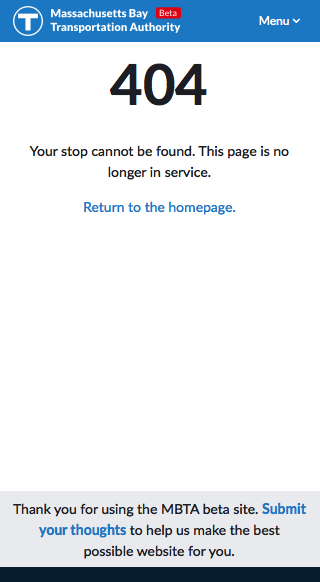 Massachusetts Bay Beta
Transportation Authority
Menu
T
404
Your stop cannot be found. This page is no
longer in service.
Return to the homepage.
Thank you for using the MBTA beta site. Submit
your thoughts to help us make the best
possible website for you.